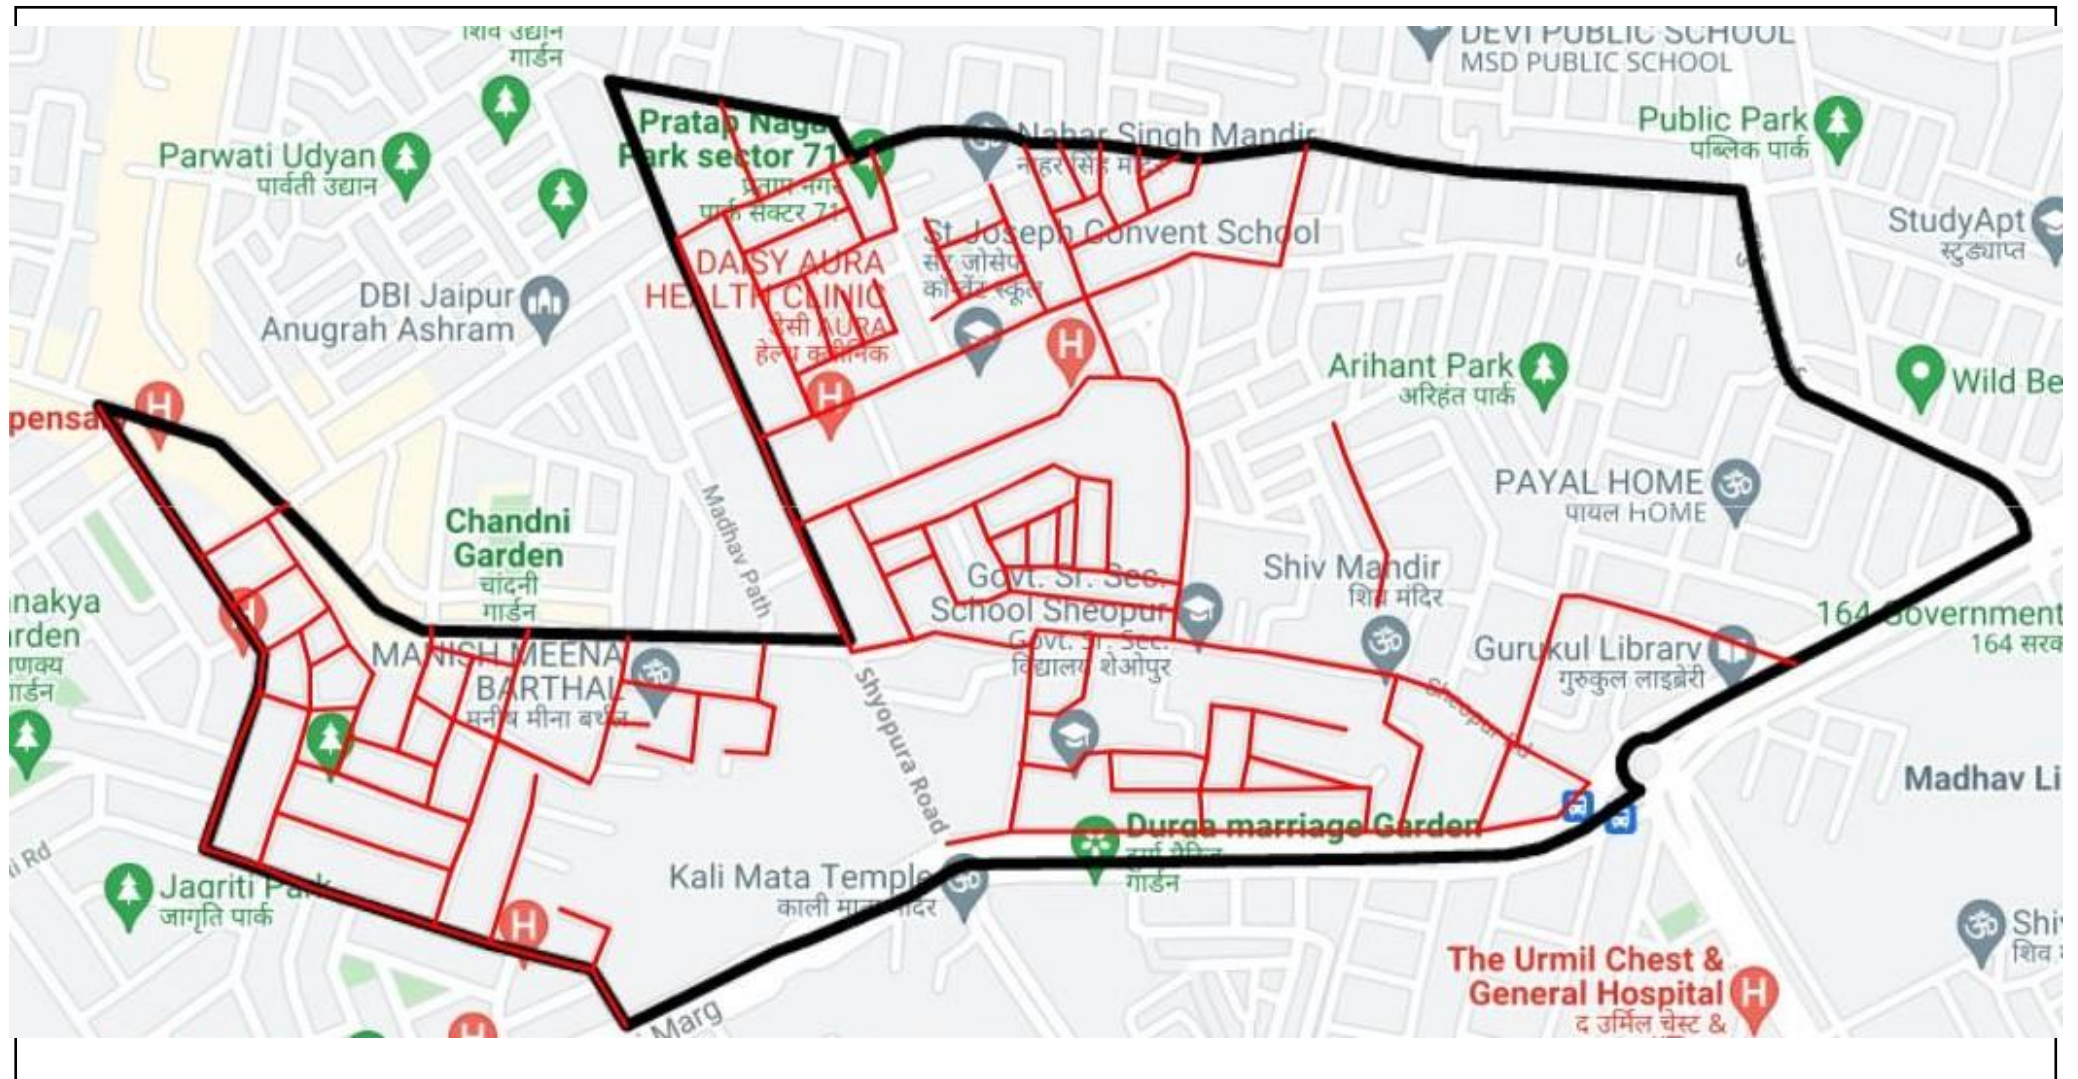 शिव उद्यान
गार्डन
DEVI PUBLIC SCHOOL
MSD PUBLIC SCHOOL
Public Park
पब्लिक पार्क
Parwati Udyan
पार्वती उद्यान
Pratap Nagar
Park sector 71
प्रताप नगर
पार्क सेक्टर 71
Nahar Singh Mandir
नाहर सिंह मंदिर
StudyApt
स्टुड्याप्त
St Joseph Convent School
सेंट जोसेफ
कॉन्वेंट स्कूल
DAISY AURA
HEALTH CLINIC
डेसी AURA
हेल्थ क्लीनिक
DBI Jaipur
Anugrah Ashram
Arihant Park
अरिहंत पार्क
Wild Be
pensa
PAYAL HOME
पायल HOME
Madhav Path
Chandni
Garden
चांदनी
गार्डन
Govt. Sr. Sec.
School Sheopur
Govt. Sr. Sec.
विद्यालय शेओपुर
Shiv Mandir
शिव मंदिर
164 Government
164 सरक
nakya
rden
णक्य
गार्डन
MANISH MEENA
BARTHAL
मनीष मीना बर्थल
Gurukul Library
गुरुकुल लाइब्रेरी
Shyopura Road
Sheopur Rd
Madhav Li
Durga marriage Garden
दुर्गा मैरिज
गार्डन
i Rd
Jagriti Park
जागृति पार्क
Kali Mata Temple
काली माता मंदिर
Shiv
शिव
The Urmil Chest &
General Hospital
द उर्मिल चेस्ट &
i Marg